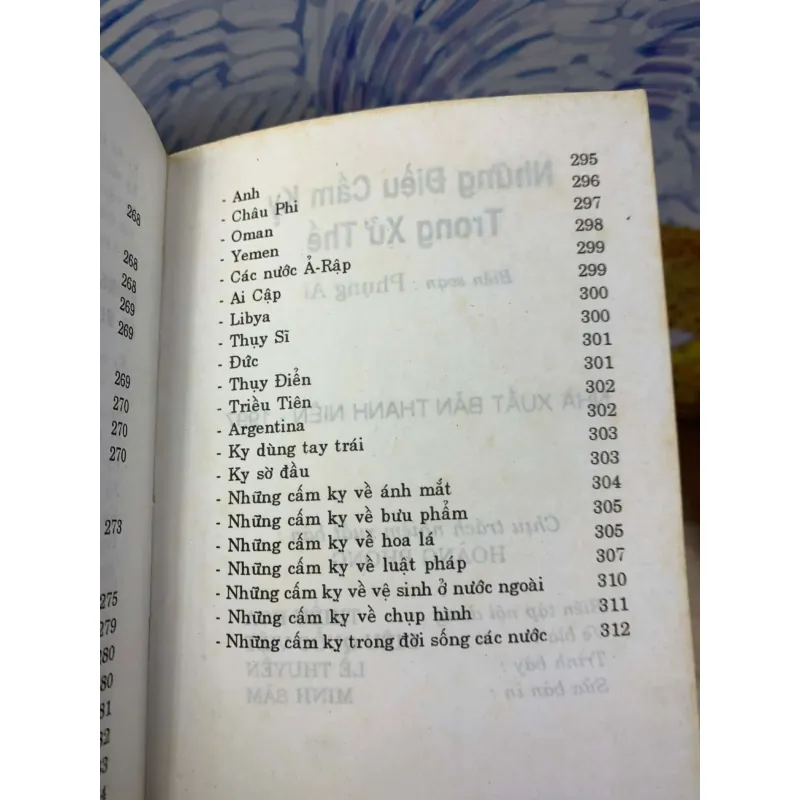 268
268
268
269
269
269
270
270
270
273
275
279
- Anh 295
- Châu Phi 296
- Oman 297
- Yemen 298
- Các nước Ả-Rập 299
- Ai Cập 299
- Libya 300
- Thụy Sĩ 300
- Đức 301
- Thụy Điển 301
- Triều Tiên 302
- Argentina 302
- Kỵ dùng tay trái 303
- Kỵ sờ đầu 303
- Những cấm kỵ về ánh mắt 304
- Những cấm kỵ về bưu phẩm 305
- Những cấm kỵ về hoa lá 305
- Những cấm kỵ về luật pháp 307
- Những cấm kỵ về vệ sinh ở nước ngoài 310
- Những cấm kỵ về chụp hình 311
- Những cấm kỵ trong đời sống các nước 312